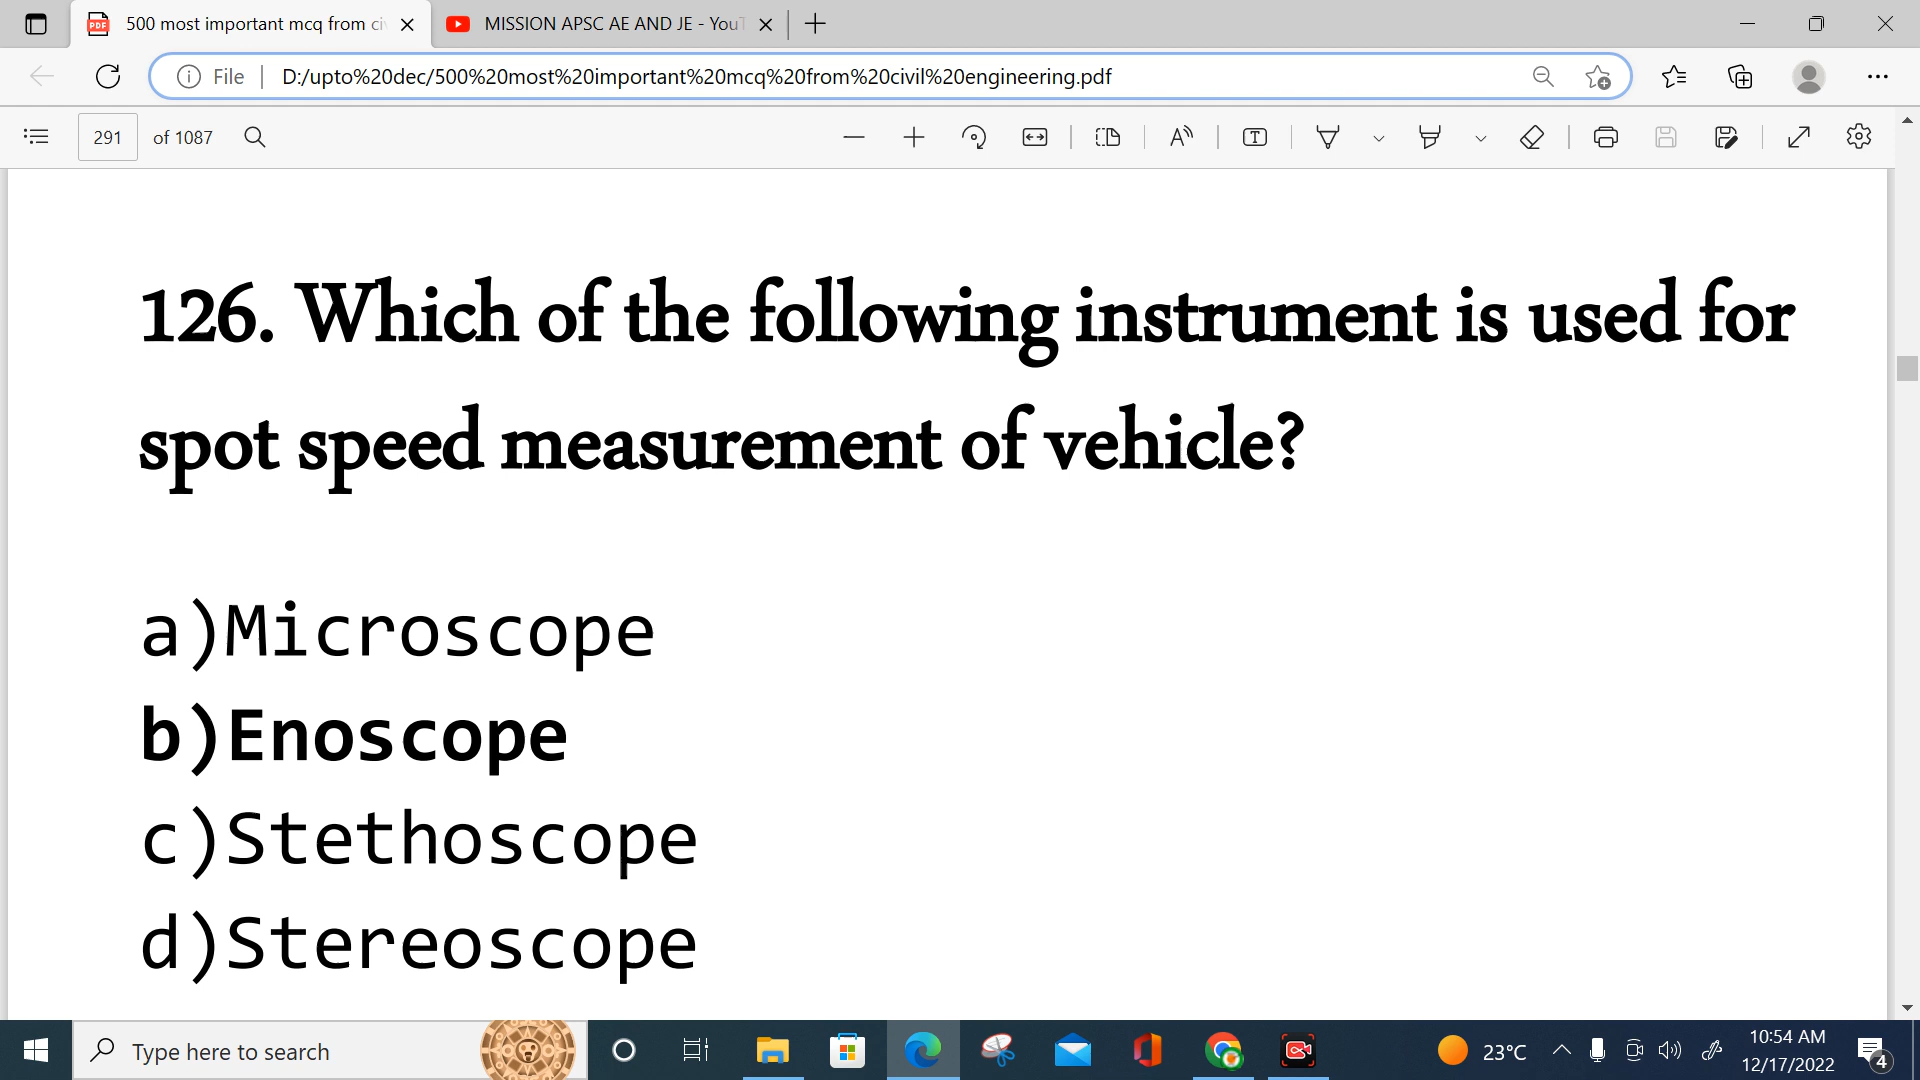 500 most important mcq from ci
MISSION APSC AE AND JE - YouT
File
D:/upto%20dec/500%20most%20important%20mcq%20from%20civil%20engineering.pdf
291 of 1087
126. Which of the following instrument is used for
spot speed measurement of vehicle?
a)Microscope
b)Enoscope
c)Stethoscope
d)Stereoscope
Type here to search
23°C
10:54 AM
12/17/2022
4